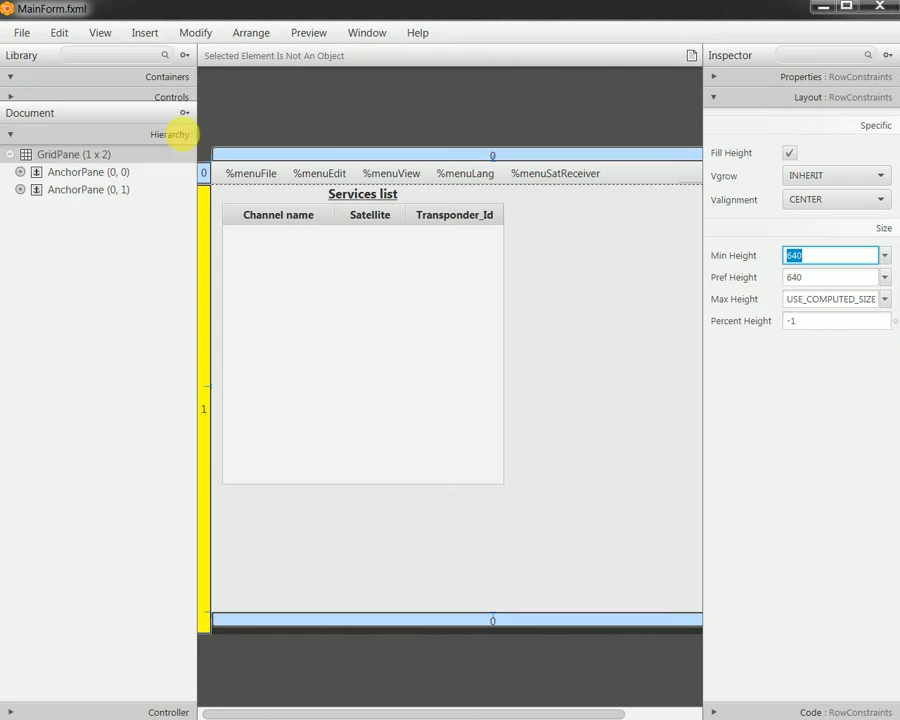 MainForm.fxml
File Edit View Insert Modify Arrange Preview Window Help
Library
Selected Element Is Not An Object
Inspector
Containers
Properties : RowConstraints
Controls
Layout : RowConstraints
Document
Specific
Hierarchy
GridPane (1 x 2)
0
Fill Height
AnchorPane (0, 0)
0 %menuFile %menuEdit %menuView %menuLang %menuSatReceiver
Vgrow INHERIT
AnchorPane (0, 1)
Services list
Valignment CENTER
Channel name Satellite Transponder_Id
Size
Min Height 640
Pref Height 640
Max Height USE_COMPUTED_SIZE
Percent Height -1
1
0
Controller
Code : RowConstraints